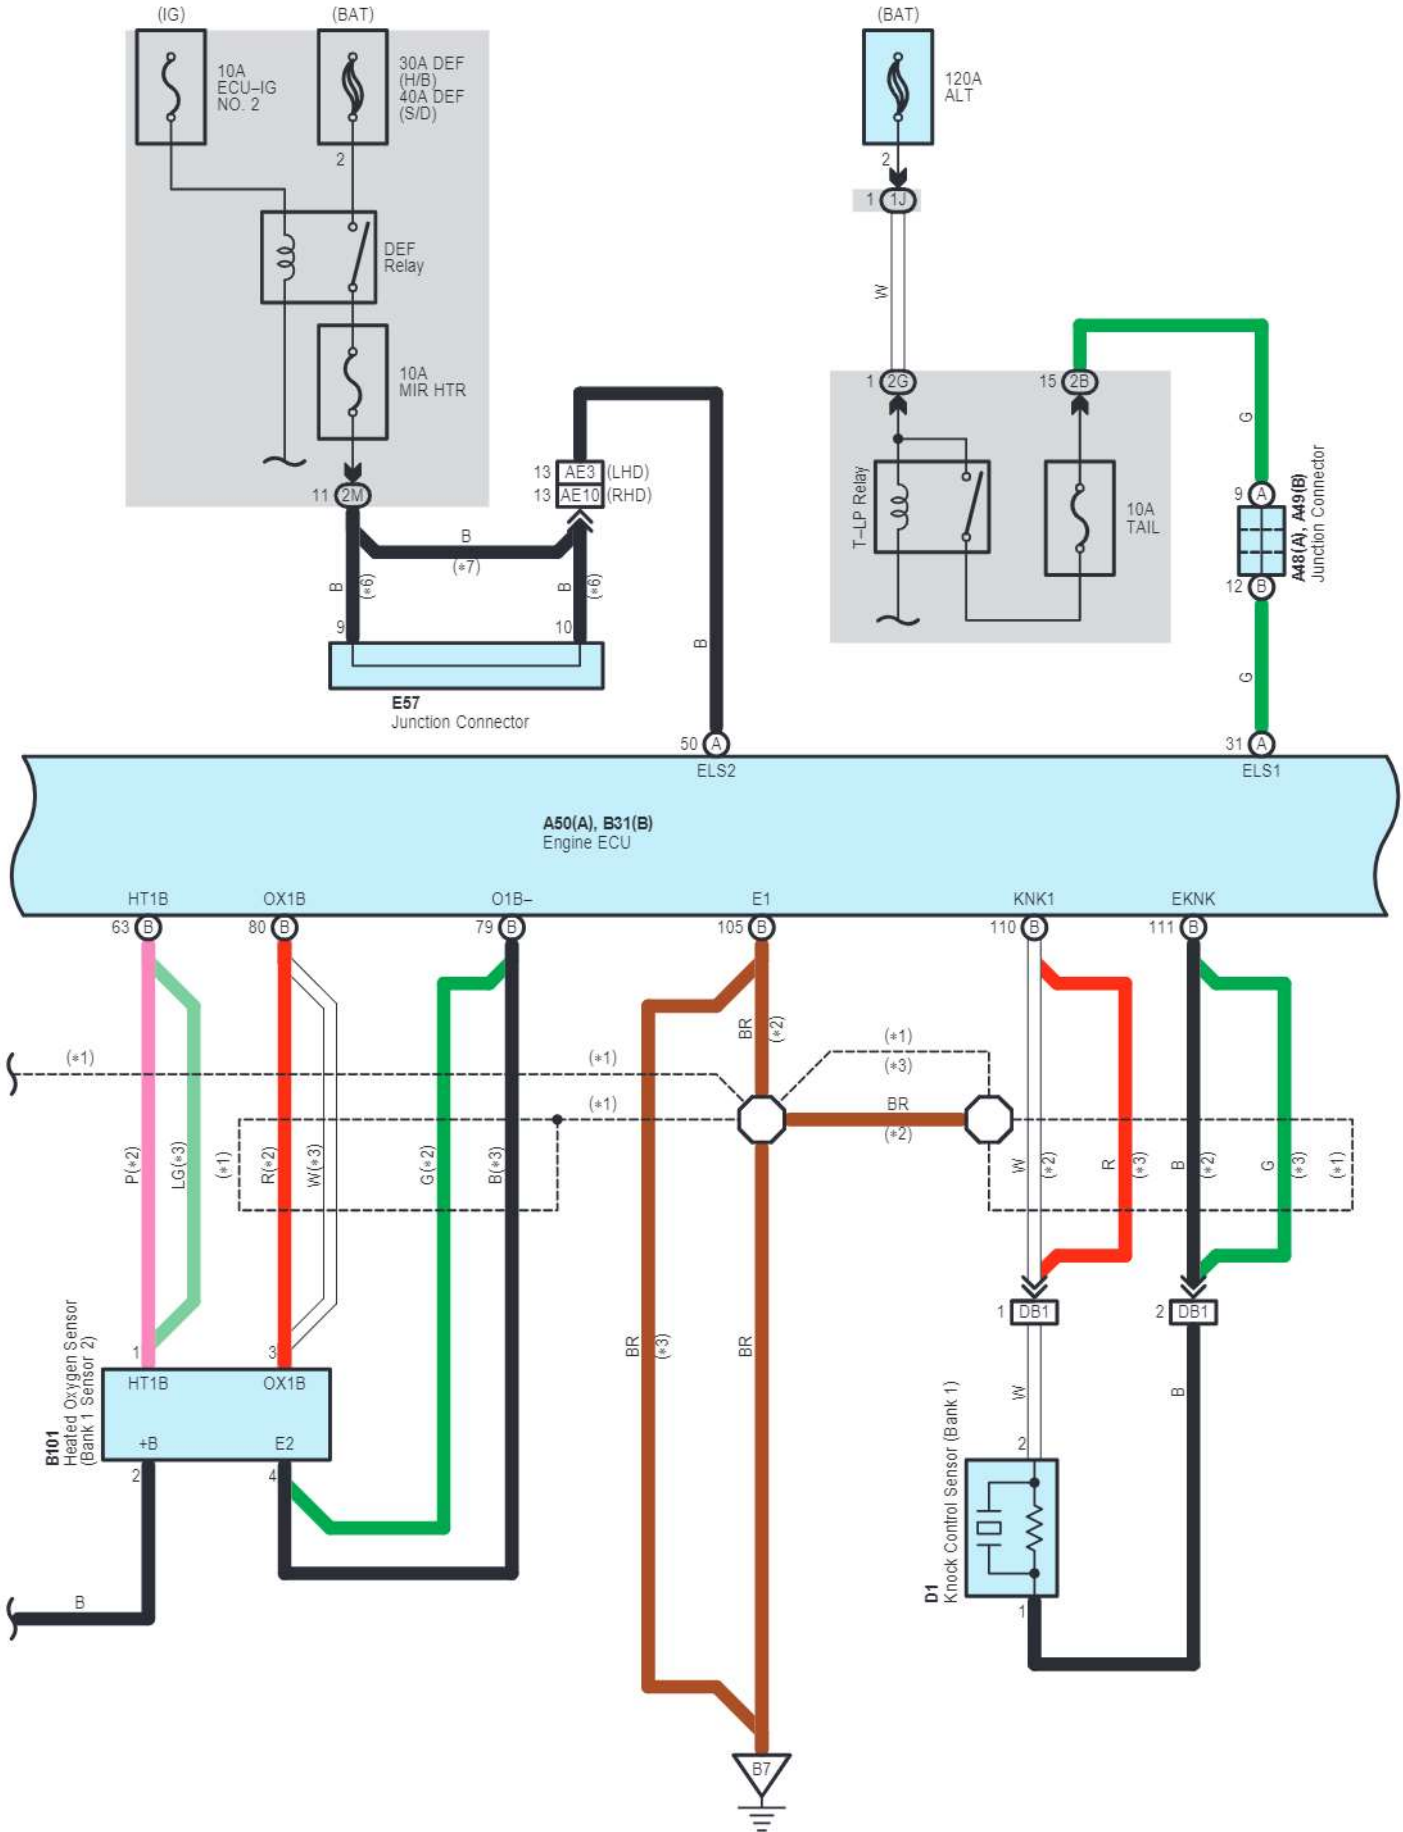 (IG)
(BAT)
(BAT)
10A
ECU–IG
NO. 2
30A DEF
(H/B)
40A DEF
(S/D)
120A
ALT
2
2
1 1J
DEF
Relay
W
10A
MIR HTR
1 2G
15 2B
G
11 2M
13 AE3 (LHD)
13 AE10 (RHD)
T–LP Relay
10A
TAIL
9 A
A48(A), A49(B)
Junction Connector
12 B
B
(∗7)
B
(∗6)
B
(∗6)
9
10
B
G
E57
Junction Connector
50 A
31 A
ELS2
ELS1
A50(A), B31(B)
Engine ECU
HT1B
OX1B
O1B–
E1
KNK1
EKNK
63 B
80 B
79 B
105 B
110 B
111 B
BR
(∗2)
(∗1)
(∗1)
(∗1)
(∗3)
(∗1)
BR
(∗2)
P(∗2)
LG(∗3)
(∗1)
R(∗2)
W(∗3)
G(∗2)
B(∗3)
W
(∗2)
R
(∗3)
B
(∗2)
G
(∗3)
(∗1)
1 DB1
2 DB1
BR
(∗3)
BR
1
3
HT1B
OX1B
+B
E2
B101
Heated Oxygen Sensor
(Bank 1 Sensor 2)
2
4
W
B
2
D1
Knock Control Sensor (Bank 1)
1
B
B7